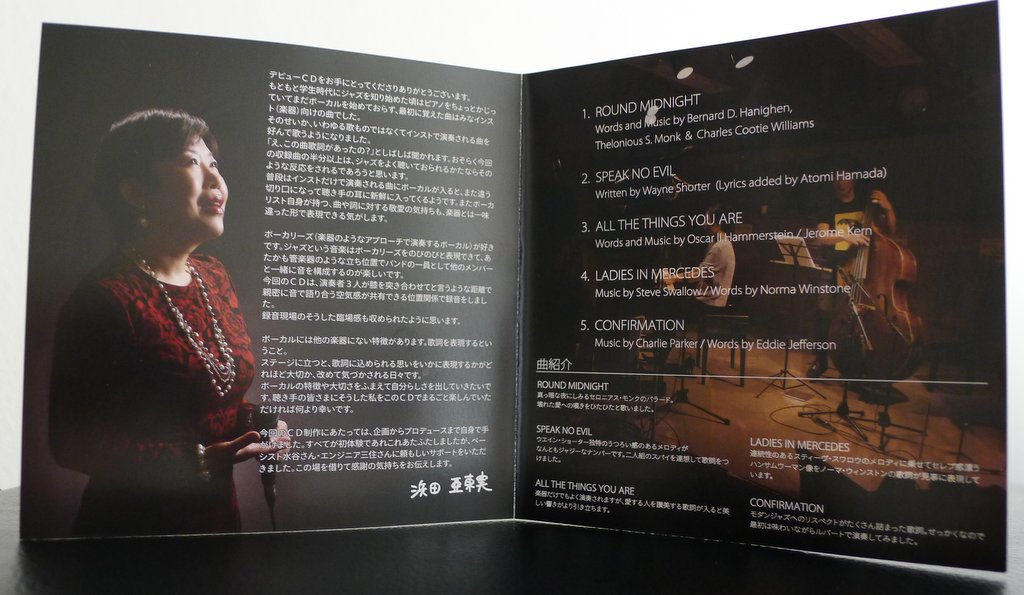 デビューCDをお手にとってくださりありがとうございます。
もともと学生時代にジャズを知り始めた頃はピアノをちょっとかじっ
ていてまだボーカルを始めておらず、最初に覚えた曲はみなインス
ト(楽器)向けの曲でした。
そのせいか、いわゆる歌ものではなくてインストで演奏される曲を
好んで歌うようになりました。
「え、この曲歌詞があったの?」としばしば聞かれます。おそらく今回
の収録曲の半分以上は、ジャズをよく聴いておられるかたならその
ような反応をされるであろうと思います。
普段はインストだけで演奏される曲にボーカルが入ると、また違う
切り口になって聴き手の耳に新鮮に入ってくるようです。またボーカ
リスト自身が持つ、曲や詞に対する敬愛の気持ちも、楽器とは一味
違った形で表現できる気がします。
ボーカリーズ(楽器のようなアプローチで演奏するボーカル)が好き
です。ジャズという音楽はボーカリーズをのびのびと表現できて、あ
たかも管楽器のような立ち位置でバンドの一員として他のメンバー
と一緒に音を構成するのが楽しいです。
今回のCDは、演奏者3人が膝を突き合わせてと言うような距離で
親密に音で語り合う空気感が共有できる位置関係で録音をしまし
た。
録音現場のそうした臨場感も収められたように思います。
ボーカルには他の楽器にない特徴があります。歌詞を表現するとい
うこと。
ステージに立つと、歌詞に込められる思いをいかに表現するかがど
れほど大切か、改めて気づかされる日々です。
ボーカルの特徴や大切さをふまえて自分らしさを出していきたいで
す。聴き手の皆さまにそうした私をこのCDでまるごと楽しんでいた
だければ何より幸いです。
今回のCD制作にあたっては、企画からプロデュースまで自身で手
がけました。すべてが初体験であれこれあたふたしましたが、ベー
シスト水谷さん・エンジニア三住さんに力強いサポートをいただ
きました。この場を借りて感謝の気持ちをお伝えします。
浜田 亜東実
1. ROUND MIDNIGHT
Words and Music by Bernard D. Hanighen,
Thelonious S. Monk & Charles Cootie Williams
2. SPEAK NO EVIL
Written by Wayne Shorter (Lyrics added by Atomi Hamada)
3. ALL THE THINGS YOU ARE
Words and Music by Oscar II Hammerstein / Jerome Kern
4. LADIES IN MERCEDES
Music by Steve Swallow / Words by Norma Winstone
5. CONFIRMATION
Music by Charlie Parker / Words by Eddie Jefferson
曲紹介
ROUND MIDNIGHT
真っ暗な夜にしみるセロニアス・モンクのバラード。
壊れた愛への嘆きをひたひたと歌いました。
SPEAK NO EVIL
ウエイン・ショーター独特のうつろい感のあるメロディが
なんともジャジーなナンバーです。二人組のスパイを連想して歌詞をつ
けました。
ALL THE THINGS YOU ARE
楽器だけでもよく演奏されますが、愛する人を讃美する歌詞が入ると美
しい響きがより引き立ちます。
LADIES IN MERCEDES
連続性のあるスティーヴ・スワロウのメロディに乗せてセレブ感漂う
ハンサムウーマン像をノーマ・ウィンストンの歌詞が見事に表現して
います。
CONFIRMATION
モダンジャズへのリスペクトがたくさん詰まった歌詞。せっかくなので
最初は味わいながらルバートで演奏してみました。